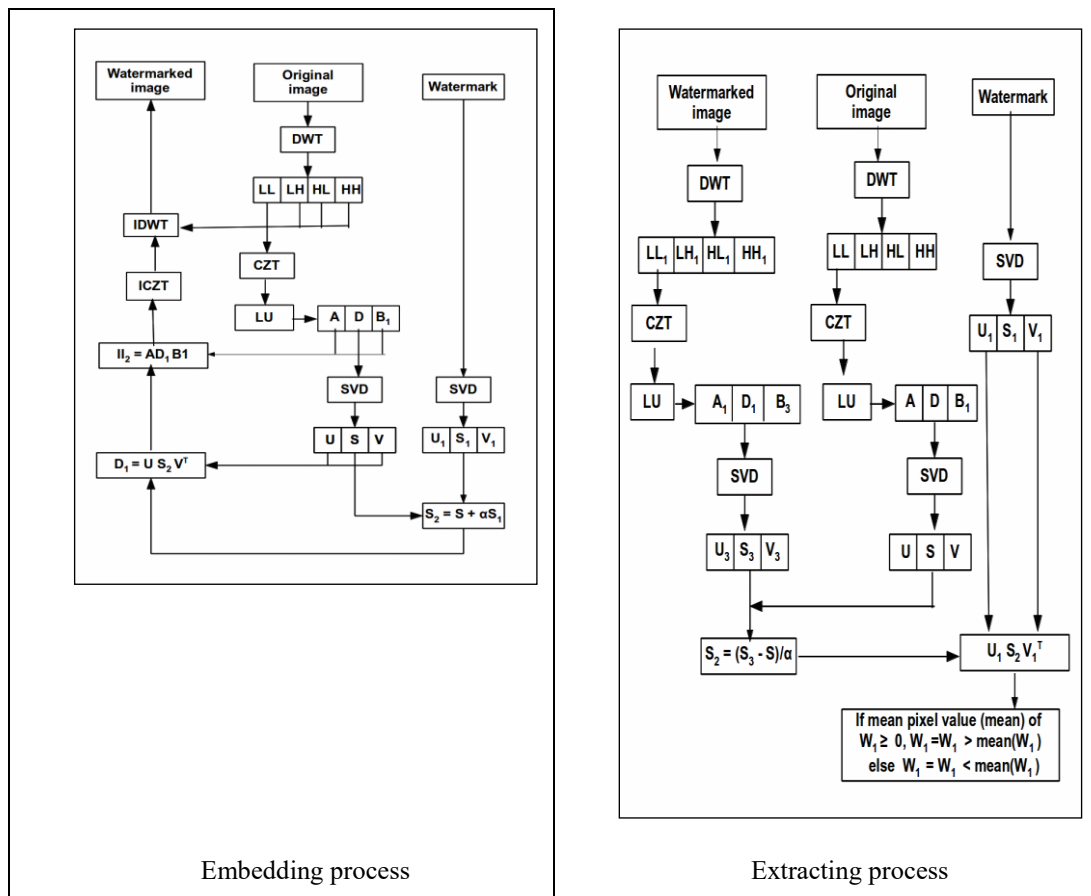 Watermarked
image
Original
image
Watermark
DWT
LL LH HL HH
IDWT
CZT
ICZT
LU
A D B₁
II₂ = AD₁ B1
SVD
SVD
U S V
U₁ S₁ V₁
D₁ = U S₂ Vᵀ
S₂ = S + αS₁
Embedding process
Watermarked
image
Original
image
Watermark
DWT
DWT
LL₁ LH₁ HL₁ HH₁
LL LH HL HH
SVD
CZT
CZT
U₁ S₁ V₁
LU
A₁ D₁ B₃
LU
A D B₁
SVD
SVD
U₃ S₃ V₃
U S V
S₂ = (S₃ - S)/α
U₁ S₂ V₁ᵀ
If mean pixel value (mean) of
W₁ ≥ 0, W₁ =W₁ > mean(W₁ )
else W₁ = W₁ < mean(W₁ )
Extracting process